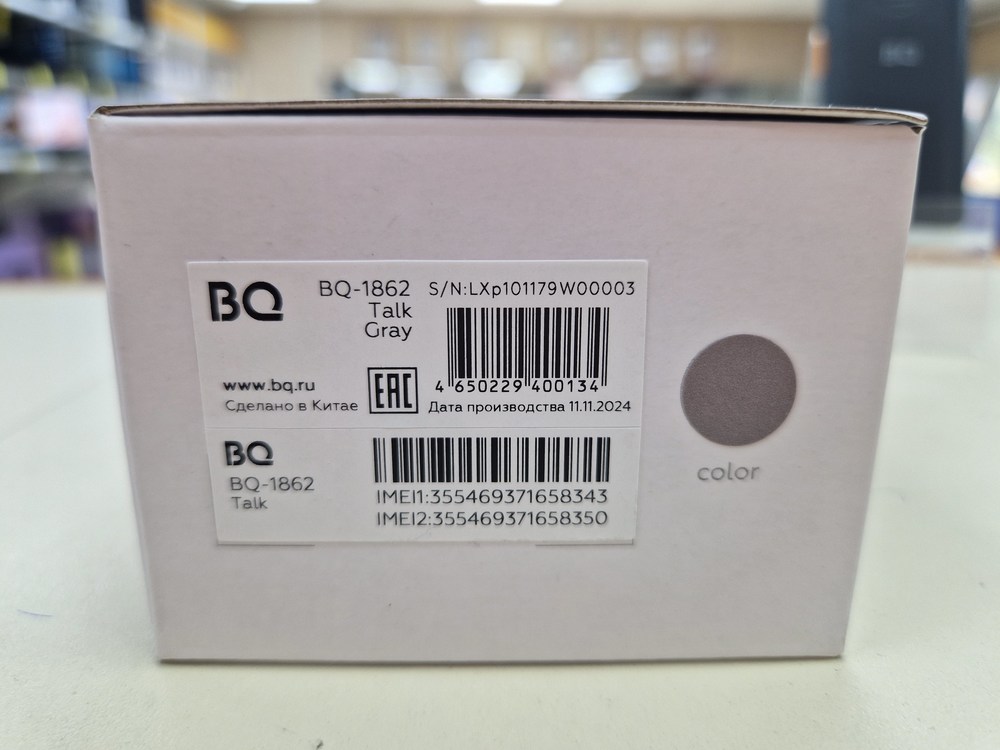 BQ
BQ
BQ-1862
Talk
Gray
S/N:LXp101179W00003
4 650229 400134
www.bq.ru
Сделано в Китае
EAC
Дата производства 11.11.2024
BQ
BQ-1862
Talk
IMEI1:355469371658343
IMEI2:355469371658350
color